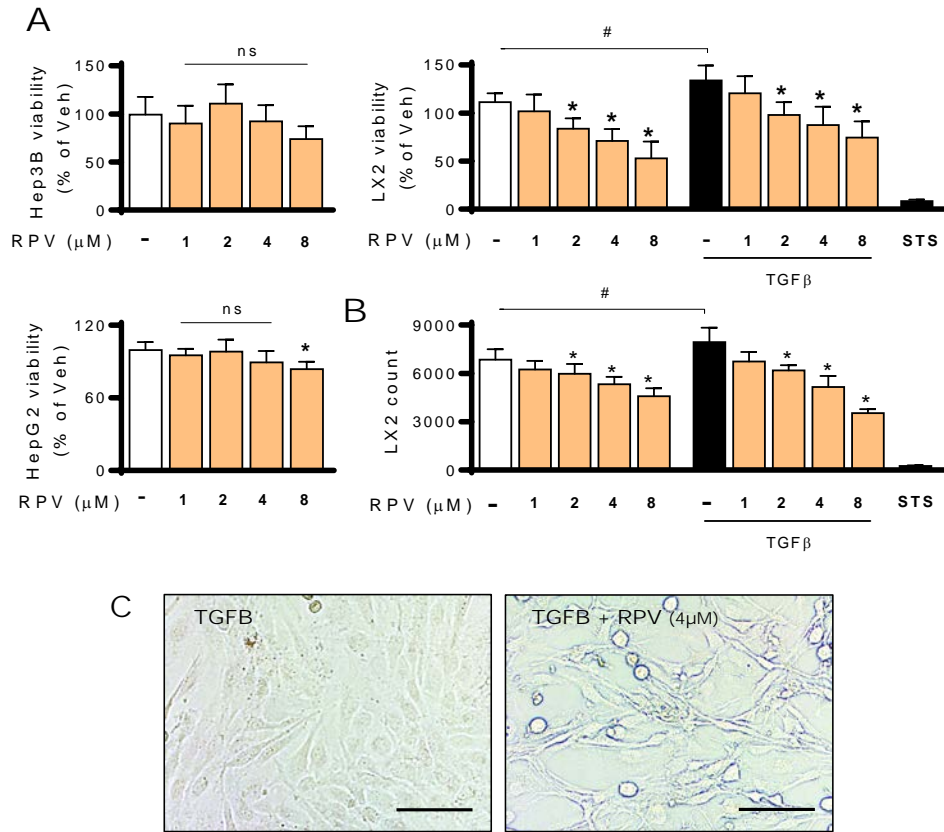 A
ns
Hep3B viability
(% of Veh)
150
100
50
0
RPV (μM) - 1 2 4 8
#
LX2 viability
(% of Veh)
150
100
50
0
* * * * * *
RPV (μM) - 1 2 4 8 - 1 2 4 8 STS
TGFβ
ns
*
HepG2 viability
(% of Veh)
120
60
0
RPV (μM) - 1 2 4 8
B
#
LX2 count
9000
6000
3000
0
* * * * * *
RPV (μM) - 1 2 4 8 - 1 2 4 8 STS
TGFβ
C
TGFB
TGFB + RPV (4μM)